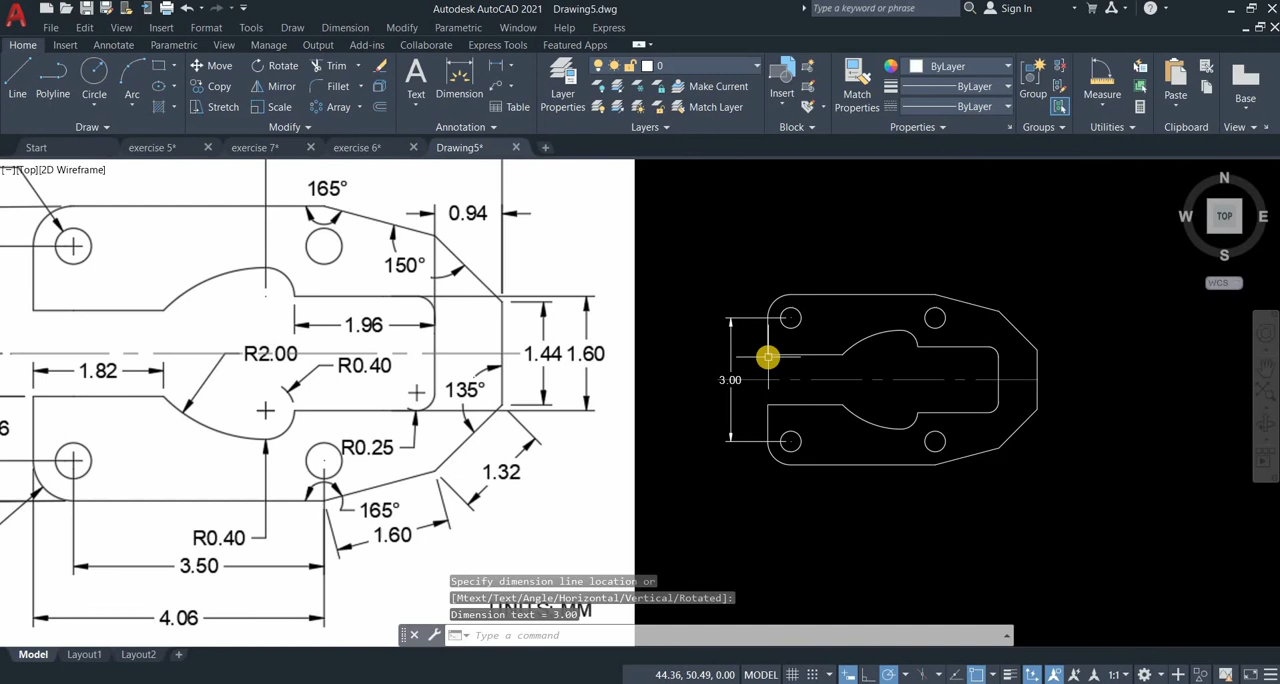 Autodesk AutoCAD 2021 Drawing5.dwg
Type a keyword or phrase
Sign In
File Edit View Insert Format Tools Draw Dimension Modify Parametric Window Help Express
Home Insert Annotate Parametric View Manage Output Add-ins Collaborate Express Tools Featured Apps
Line Polyline Circle Arc
Move Rotate Trim
Copy Mirror Fillet
Stretch Scale Array
Text Dimension Table
Layer Properties
0
Make Current
Match Layer
Insert
Match Properties
ByLayer
ByLayer
ByLayer
Group
Measure
Paste
Base
Draw Modify Annotation Layers Block Properties Groups Utilities Clipboard View
Start exercise 5* exercise 7* exercise 6* Drawing5*
[−][Top][2D Wireframe]
165°
0.94
150°
1.96
1.44
1.60
R2.00
R0.40
1.82
135°
R0.25
1.32
165°
1.60
R0.40
3.50
4.06
6
3.00
N
W TOP E
S
WCS
Specify dimension line location or
[Mtext/Text/Angle/Horizontal/Vertical/Rotated]:
Dimension text = 3.00
UNITS: MM
Type a command
Model Layout1 Layout2
44.36, 50.49, 0.00 MODEL 1:1